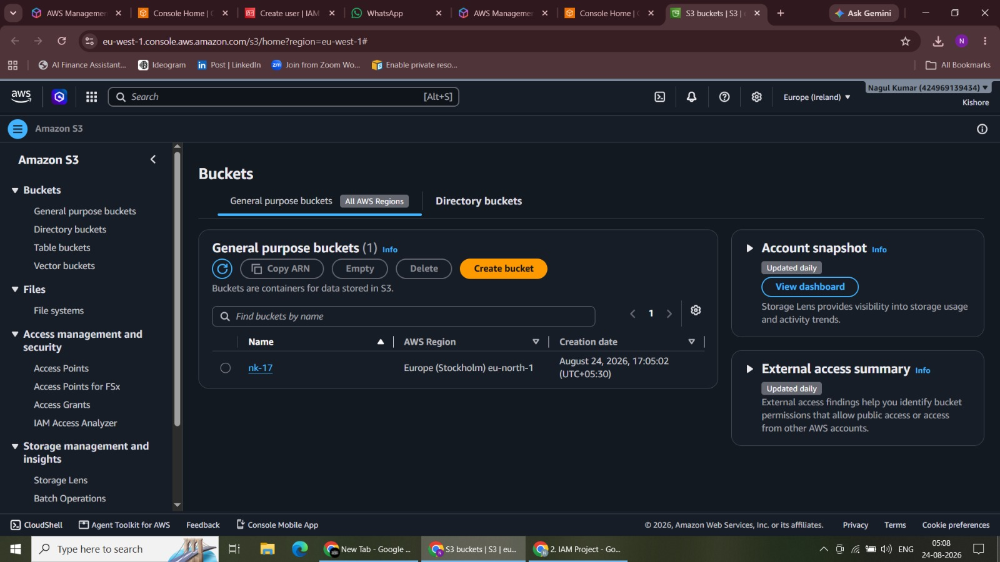 AWS Managemen
Console Home | C
Create user | IAM
WhatsApp
AWS Managemen
Console Home | C
S3 buckets | S3 | e
Ask Gemini
eu-west-1.console.aws.amazon.com/s3/home?region=eu-west-1#
N
AI Finance Assistant...
Ideogram
Post | LinkedIn
Join from Zoom Wo...
Enable private reso...
All Bookmarks
aws
Search
[Alt+S]
Europe (Ireland)
Nagul Kumar (424969139434)
Kishore
Amazon S3
Amazon S3
Buckets
General purpose buckets
Directory buckets
Table buckets
Vector buckets
Files
File systems
Access management and
security
Access Points
Access Points for FSx
Access Grants
IAM Access Analyzer
Storage management and
insights
Storage Lens
Batch Operations
Buckets
General purpose buckets
All AWS Regions
Directory buckets
General purpose buckets (1) Info
Copy ARN
Empty
Delete
Create bucket
Buckets are containers for data stored in S3.
Find buckets by name
1
Name
AWS Region
Creation date
nk-17
Europe (Stockholm) eu-north-1
August 24, 2026, 17:05:02
(UTC+05:30)
Account snapshot Info
Updated daily
View dashboard
Storage Lens provides visibility into storage usage
and activity trends.
External access summary Info
Updated daily
External access findings help you identify bucket
permissions that allow public access or access
from other AWS accounts.
CloudShell
Agent Toolkit for AWS
Feedback
Console Mobile App
© 2026, Amazon Web Services, Inc. or its affiliates.
Privacy
Terms
Cookie preferences
Type here to search
New Tab - Google ...
S3 buckets | S3 | eu...
2. IAM Project - Go...
ENG
05:08
24-08-2026